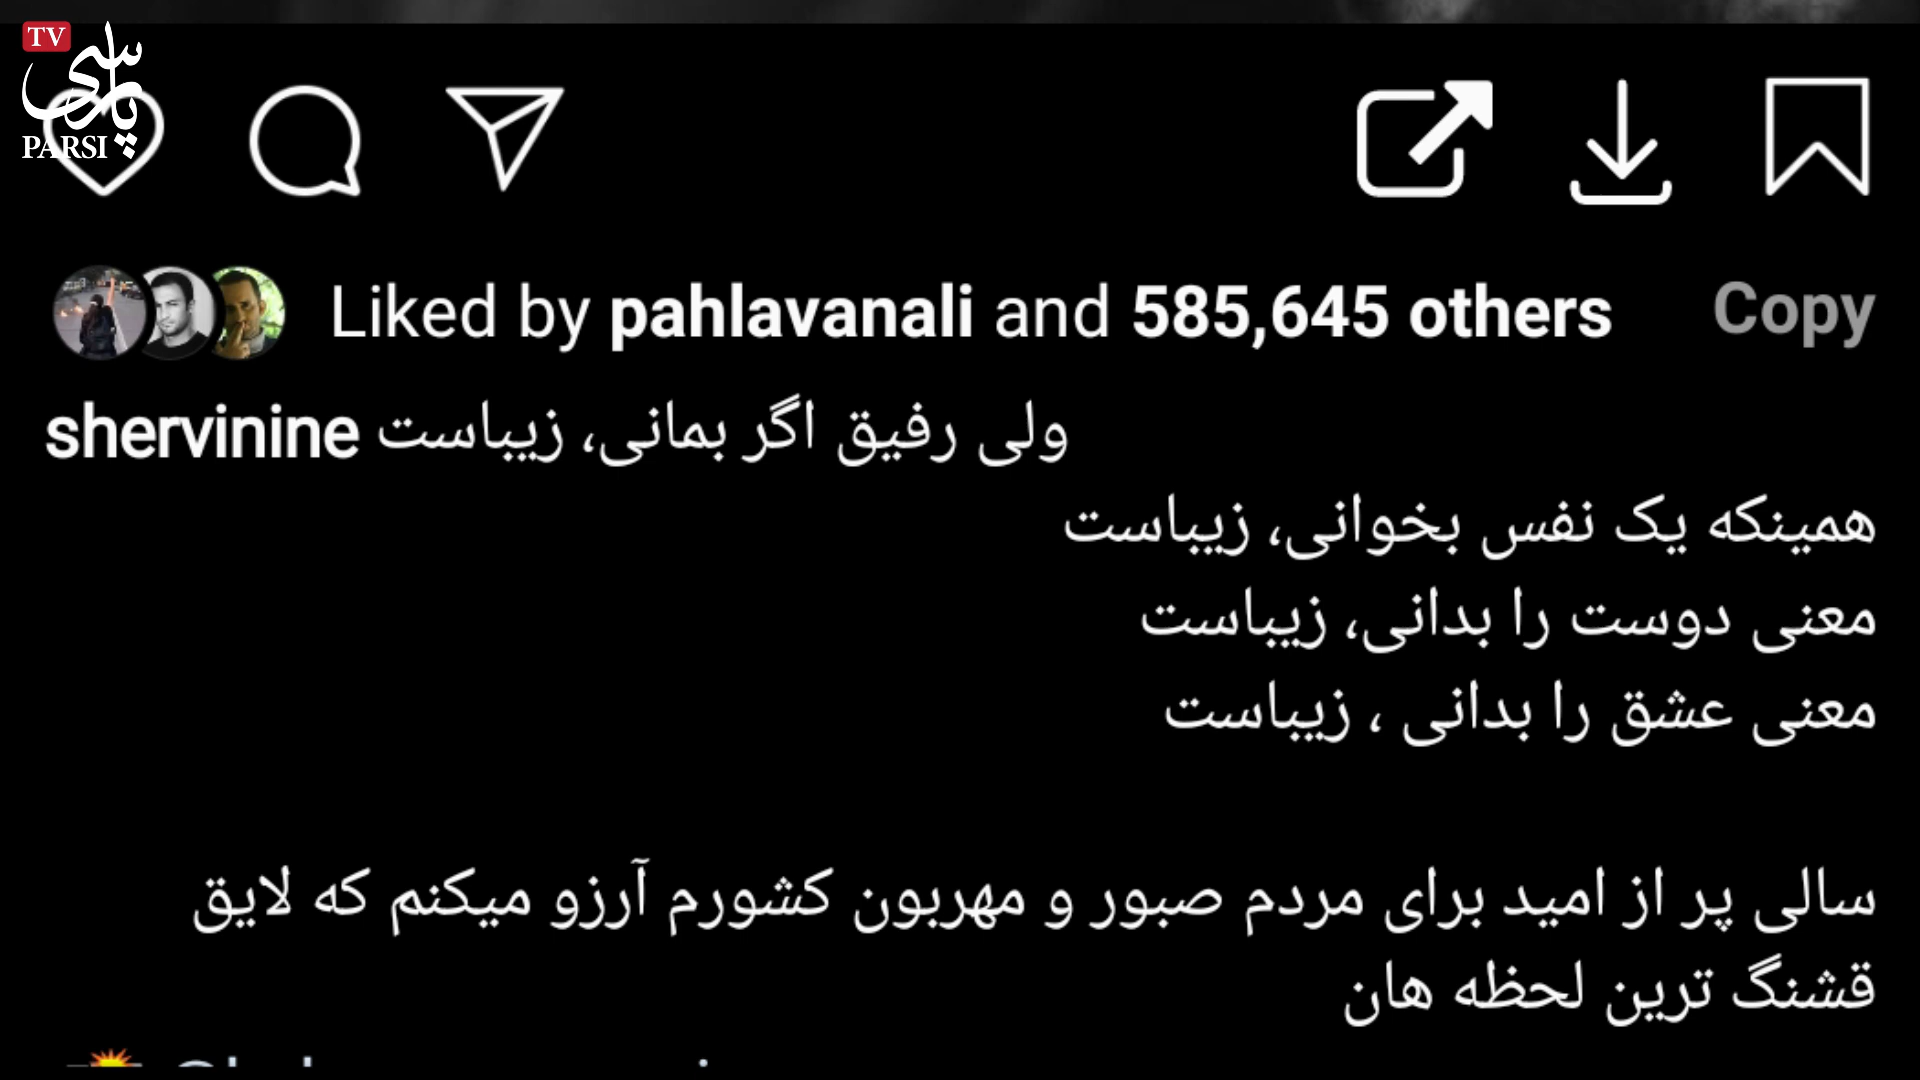 TV
پارسی
PARSI
Liked by pahlavanali and 585,645 others
Copy
shervinine ولی رفیق اگر بمانی، زیباست
همینکه یک نفس بخوانی، زیباست
معنی دوست را بدانی، زیباست
معنی عشق را بدانی ، زیباست
سالی پر از امید برای مردم صبور و مهربون کشورم آرزو میکنم که لایق
قشنگ ترین لحظه هان